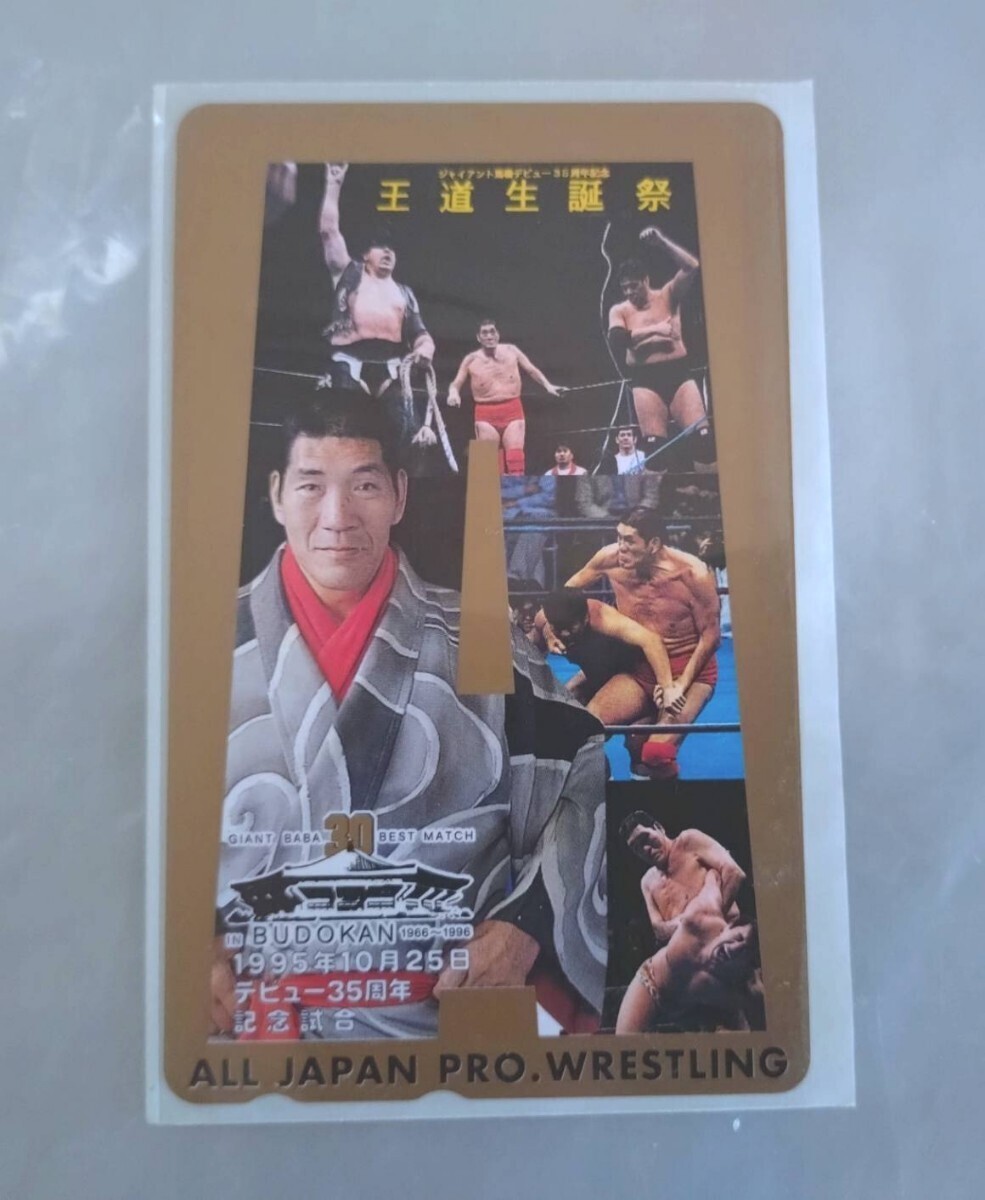 ジャイアント馬場デビュー35周年記念
王道生誕祭
GIANT BABA 30 BEST MATCH
IN BUDOKAN 1966~1996
1995年10月25日
デビュー35周年
記念試合
ALL JAPAN PRO.WRESTLING